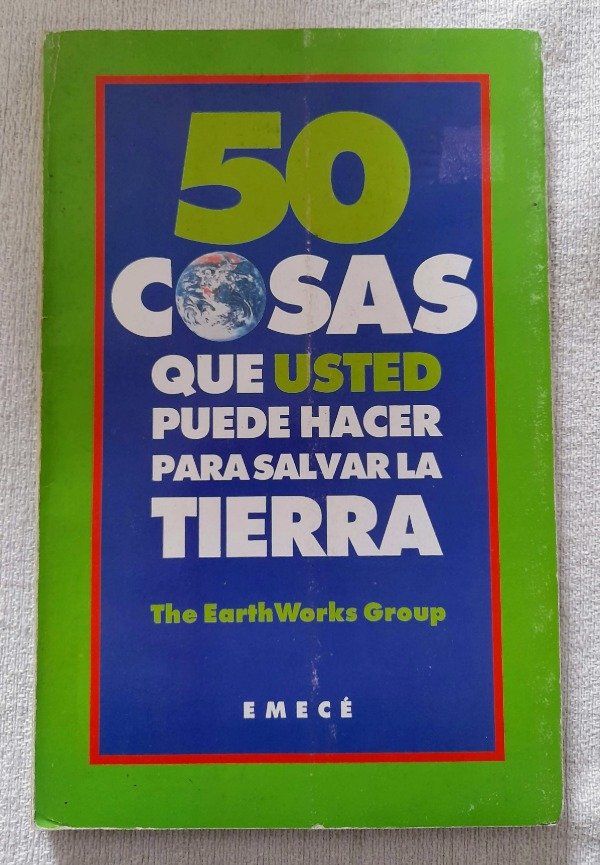 50
COSAS
QUE USTED
PUEDE HACER
PARA SALVAR LA
TIERRA
The EarthWorks Group
EMECÉ